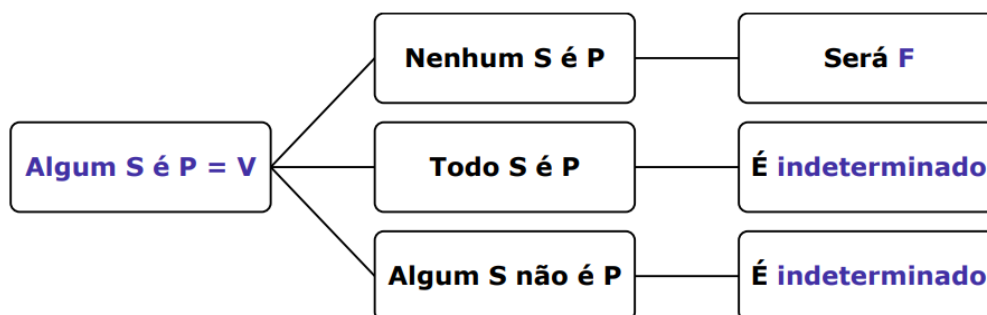 Nenhum S é P
Será F
Algum S é P = V
Todo S é P
É indeterminado
Algum S não é P
É indeterminado